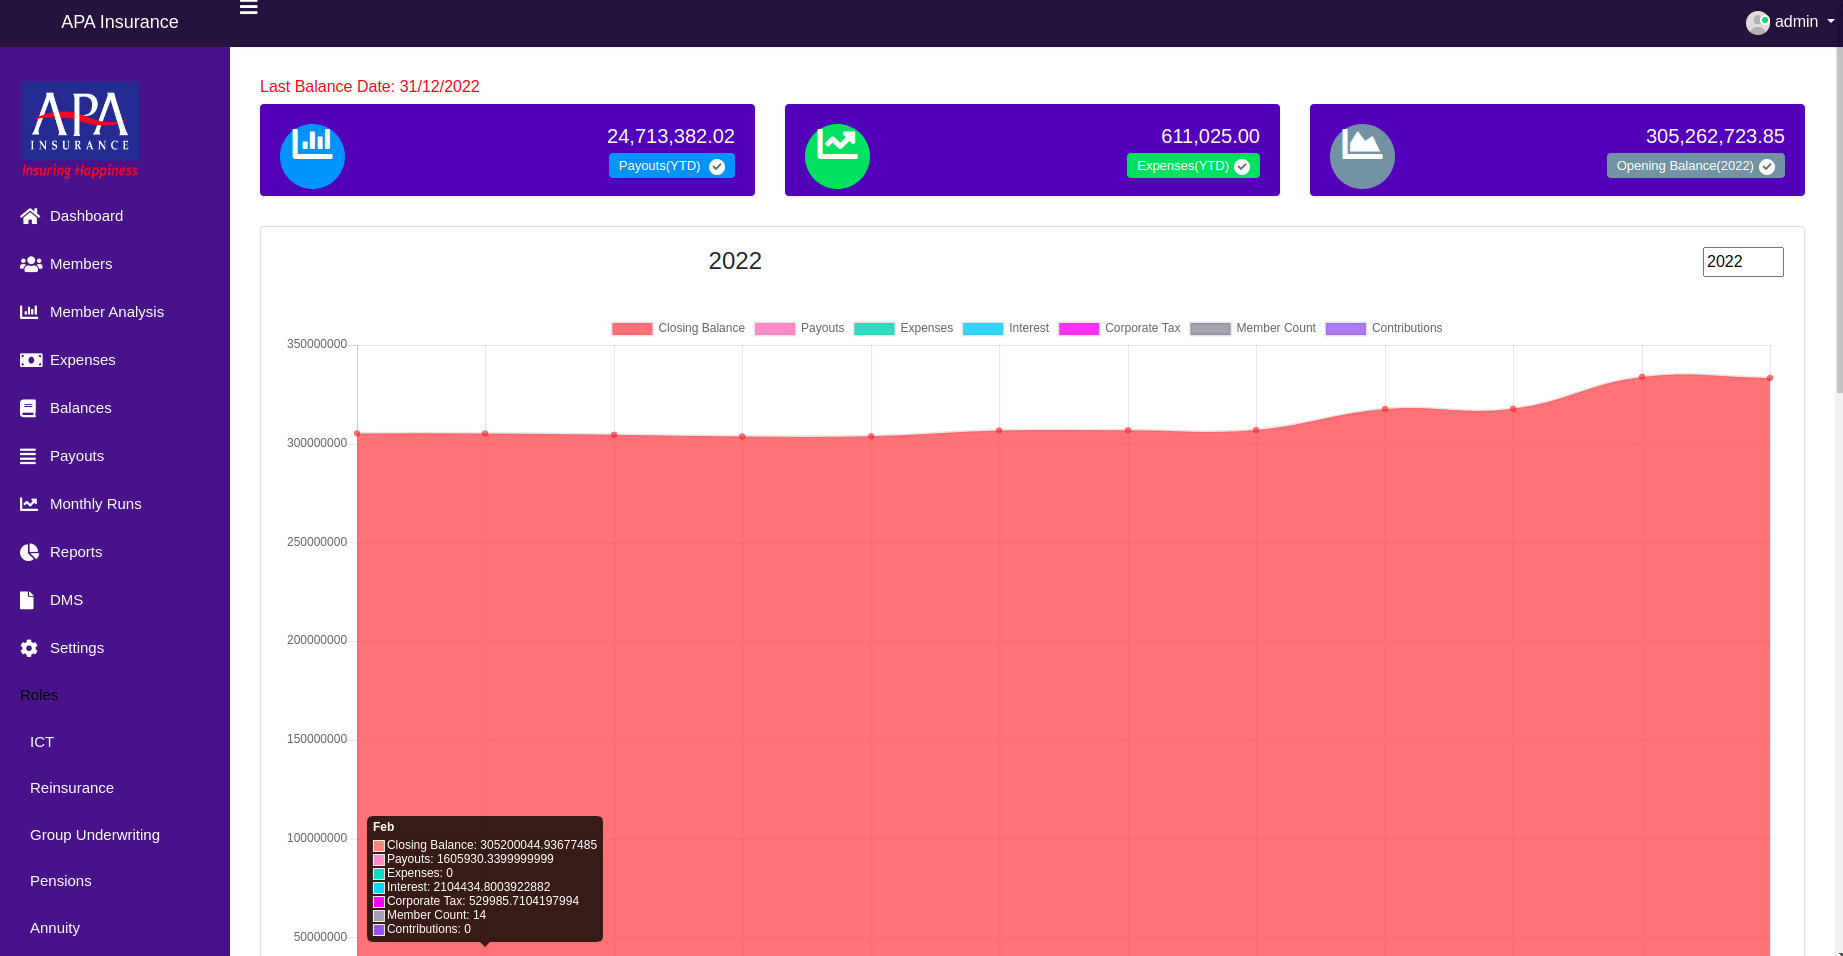 APA Insurance
admin
APA
INSURANCE
Insuring Happiness
Dashboard
Members
Member Analysis
Expenses
Balances
Payouts
Monthly Runs
Reports
DMS
Settings
Roles
ICT
Reinsurance
Group Underwriting
Pensions
Annuity
Last Balance Date: 31/12/2022
24,713,382.02
Payouts(YTD)
611,025.00
Expenses(YTD)
305,262,723.85
Opening Balance(2022)
2022
2022
Closing Balance Payouts Expenses Interest Corporate Tax Member Count Contributions
350000000
300000000
250000000
200000000
150000000
100000000
50000000
Feb
Closing Balance: 305200044.93677485
Payouts: 1605930.3399999999
Expenses: 0
Interest: 2104434.8003922882
Corporate Tax: 529985.7104197994
Member Count: 14
Contributions: 0